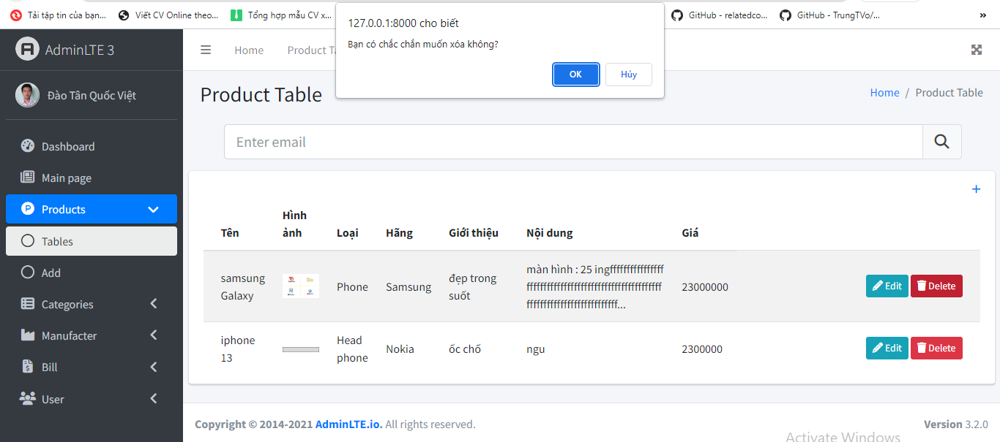 Tải tập tin của bạn...
Viết CV Online theo...
Tổng hợp mẫu CV x...
GitHub - relatedco...
GitHub - TrungTVo/...
»
127.0.0.1:8000 cho biết
Bạn có chắc chắn muốn xóa không?
OK
Hủy
AdminLTE 3
Home
Product Ta
Đào Tân Quốc Việt
Product Table
Home / Product Table
Enter email
Dashboard
Main page
Products
Tables
Add
Categories
Manufacter
Bill
User
+
Tên
Hình
ảnh
Loại
Hãng
Giới thiệu
Nội dung
Giá
samsung
Galaxy
Phone
Samsung
đẹp trong
suốt
màn hình : 25 ingfffffffffffffff
ffffffffffffffffffffffffffffffffffffffff
fffffffffffffffffffffffffff...
23000000
Edit
Delete
iphone
13
Head
phone
Nokia
ốc chố
ngu
2300000
Edit
Delete
Copyright © 2014-2021 AdminLTE.io. All rights reserved.
Version 3.2.0
Activate Windows